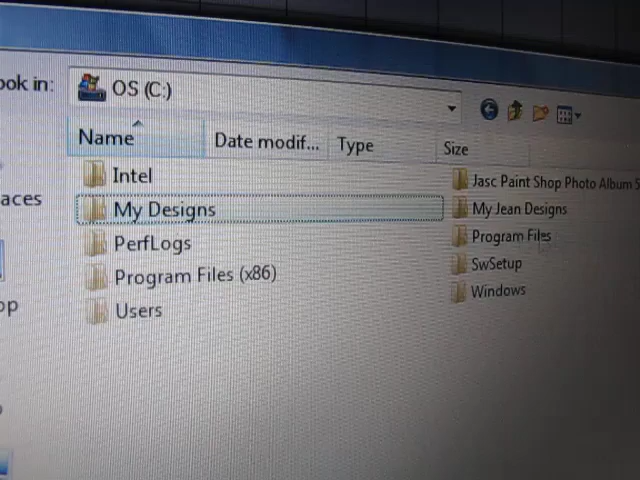 ook in:
OS (C:)
Name
Date modif...
Type
Size
aces
op
Intel
My Designs
PerfLogs
Program Files (x86)
Users
Jasc Paint Shop Photo Album 5
My Jean Designs
Program Files
SwSetup
Windows